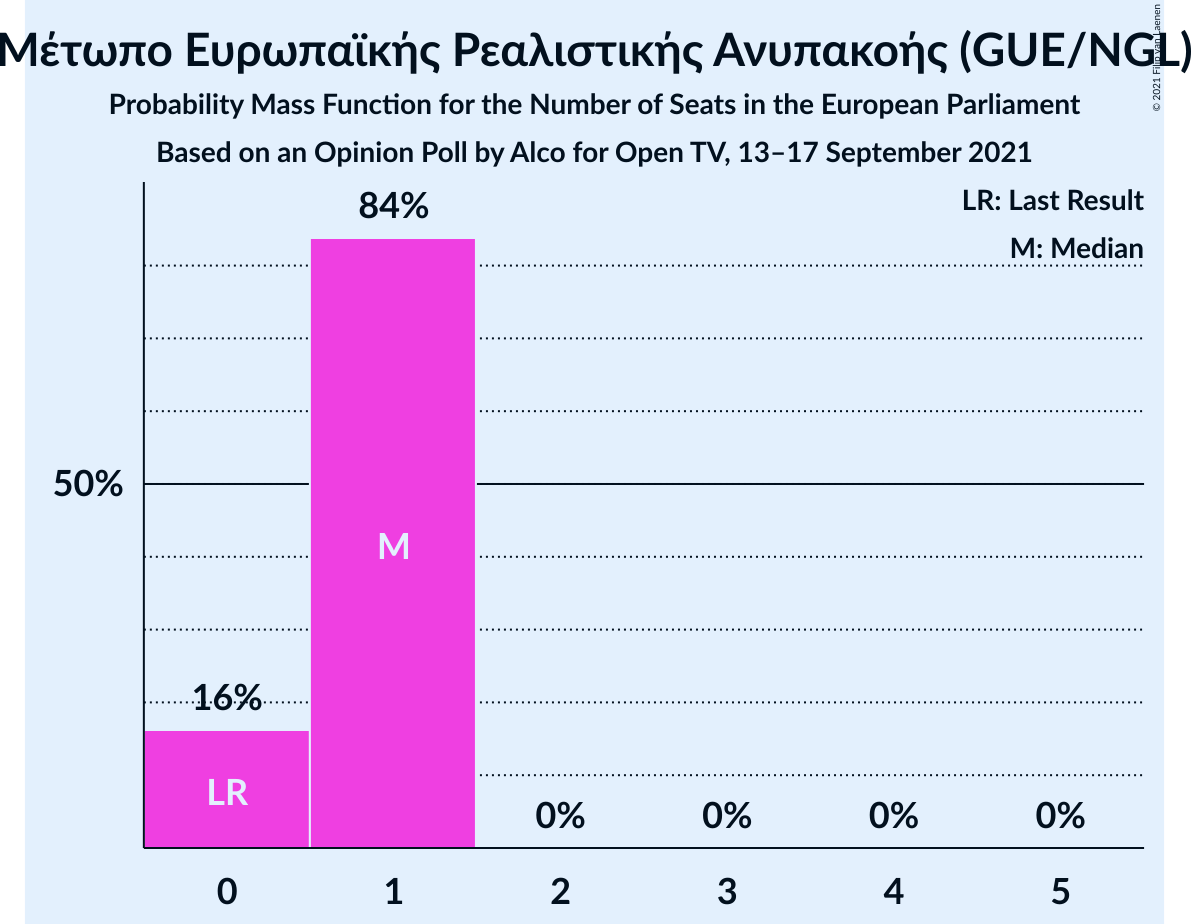 Μέτωπο Ευρωπαϊκής Ρεαλιστικής Ανυπακοής (GUE/NGL)
© 2021 Filip van Laenen
Probability Mass Function for the Number of Seats in the European Parliament
Based on an Opinion Poll by Alco for Open TV, 13–17 September 2021
LR: Last Result
M: Median
84%
50%
M
16%
LR
0% 0% 0% 0%
0 1 2 3 4 5